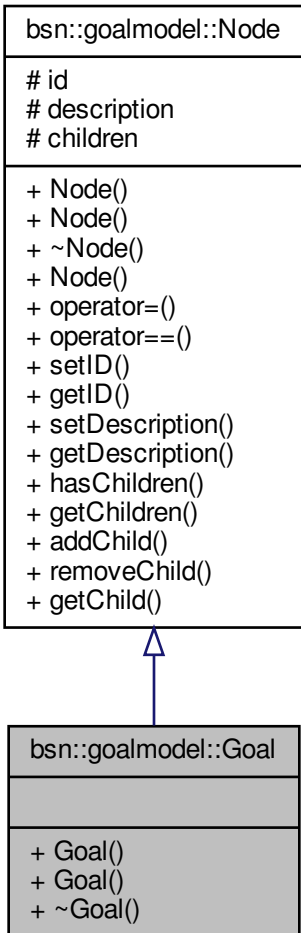 bsn::goalmodel::Node
# id
# description
# children
+ Node()
+ Node()
+ ~Node()
+ Node()
+ operator=()
+ operator==()
+ setID()
+ getID()
+ setDescription()
+ getDescription()
+ hasChildren()
+ getChildren()
+ addChild()
+ removeChild()
+ getChild()
bsn::goalmodel::Goal
+ Goal()
+ Goal()
+ ~Goal()